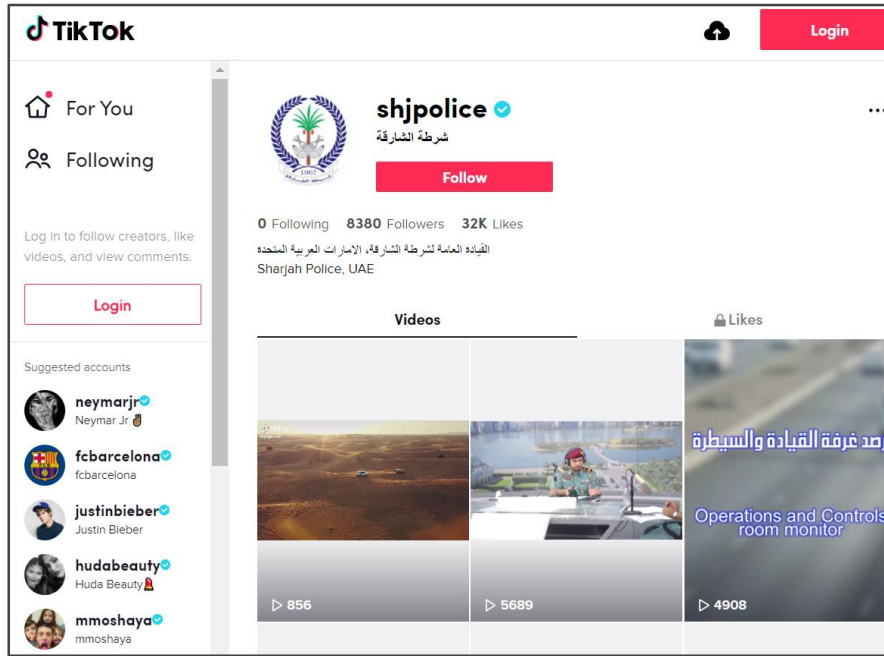 TikTok
Login
For You
Following
Log in to follow creators, like
videos, and view comments.
Login
Suggested accounts
neymarjr
Neymar Jr✌🏾
fcbarcelona
fcbarcelona
justinbieber
Justin Bieber
hudabeauty
Huda Beauty💄
mmoshaya
mmoshaya
shjpolice
شرطة الشارقة
Follow
0 Following 8380 Followers 32K Likes
القياده العامة لشرطة الشارقة، الامارات العربية المتحده
Sharjah Police, UAE
Videos
Likes
856
5689
غرفة القيادة والسيطرة
Operations and Controls
room monitor
4908
1967